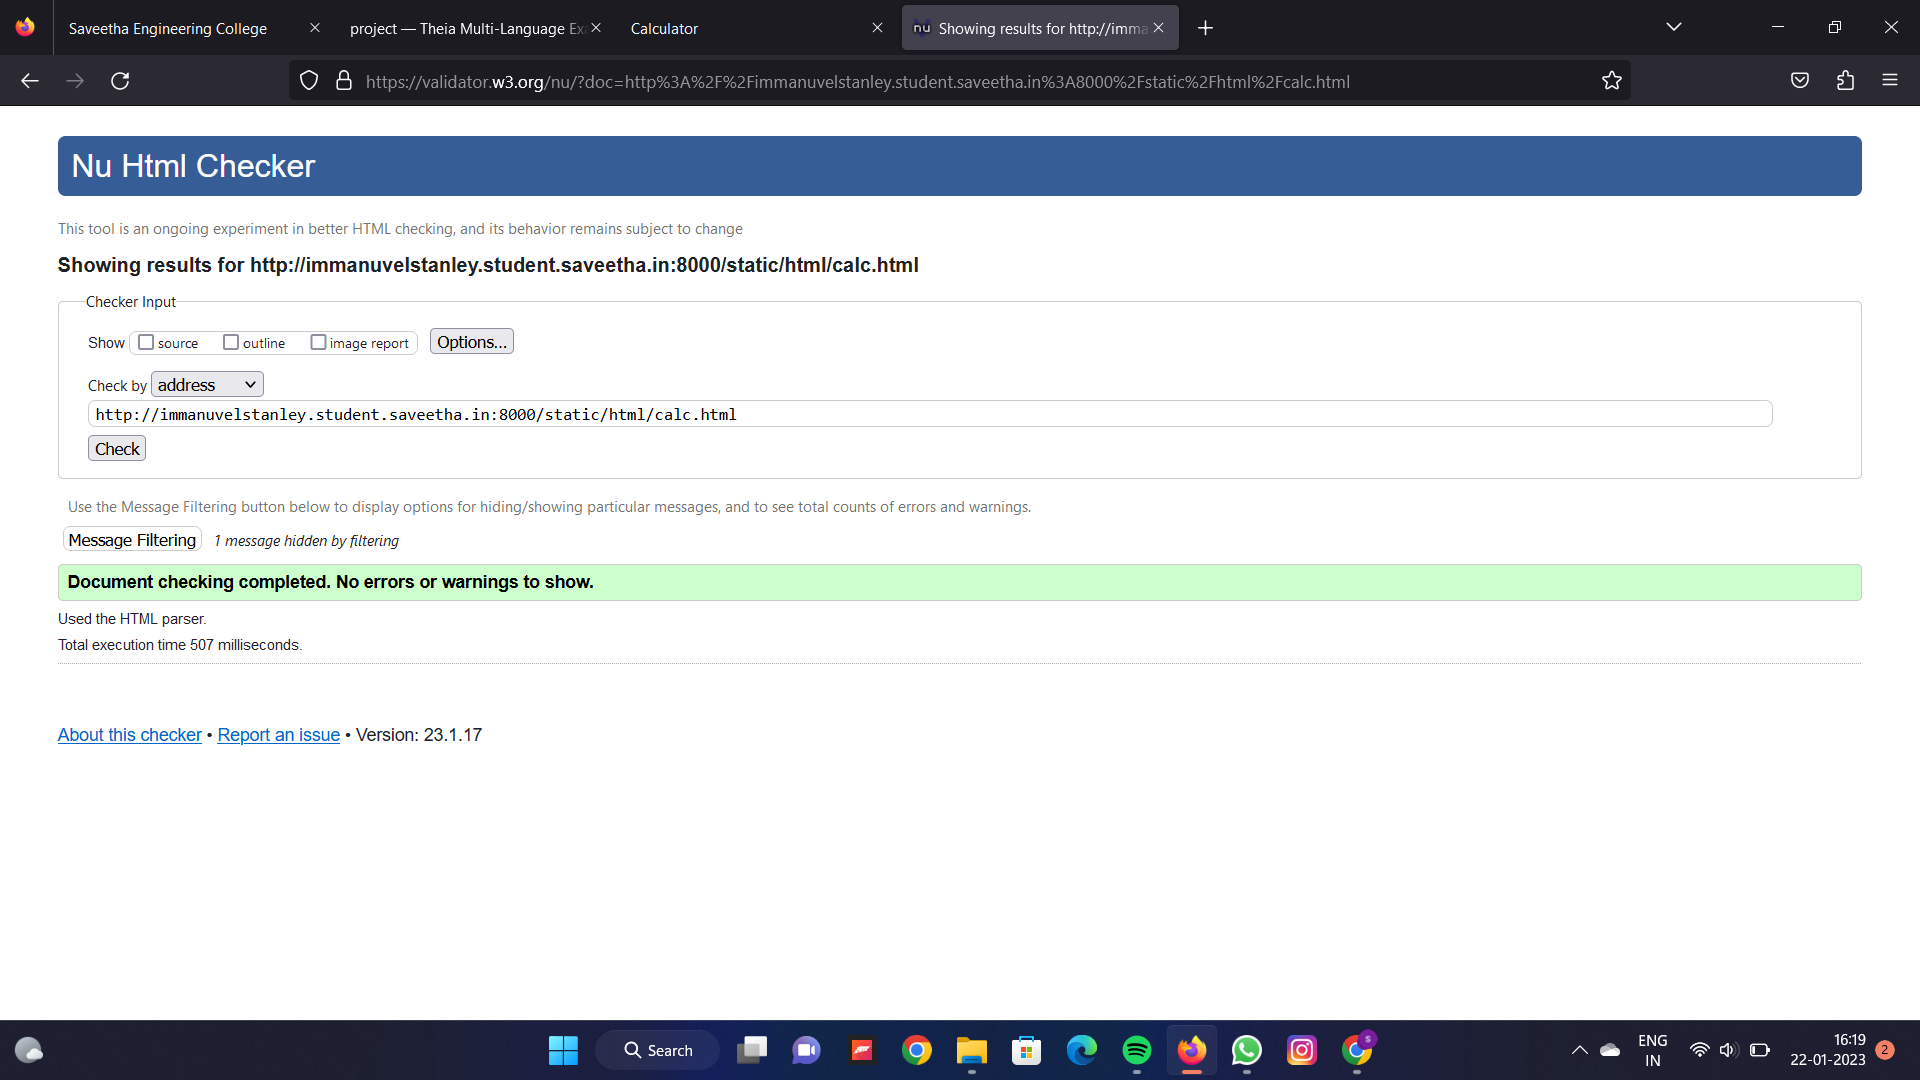 Saveetha Engineering College
project — Theia Multi-Language Ex
Calculator
nu Showing results for http://imma
https://validator.w3.org/nu/?doc=http%3A%2F%2Fimmanuvelstanley.student.saveetha.in%3A8000%2Fstatic%2Fhtml%2Fcalc.html
Nu Html Checker
This tool is an ongoing experiment in better HTML checking, and its behavior remains subject to change
Showing results for http://immanuvelstanley.student.saveetha.in:8000/static/html/calc.html
Checker Input
Show source outline image report Options...
Check by address
http://immanuvelstanley.student.saveetha.in:8000/static/html/calc.html
Check
Use the Message Filtering button below to display options for hiding/showing particular messages, and to see total counts of errors and warnings.
Message Filtering 1 message hidden by filtering
Document checking completed. No errors or warnings to show.
Used the HTML parser.
Total execution time 507 milliseconds.
About this checker • Report an issue • Version: 23.1.17
Search
S
ENG
IN
16:19
22-01-2023
2